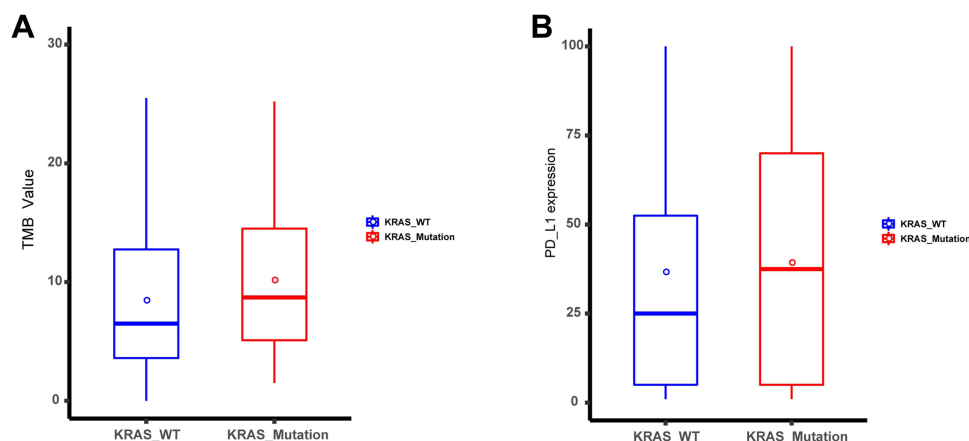 A
TMB Value
30
20
10
0
KRAS_WT
KRAS_Mutation
KRAS_WT
KRAS_Mutation
B
PD_L1 expression
100
75
50
25
0
KRAS_WT
KRAS_Mutation
KRAS_WT
KRAS_Mutation